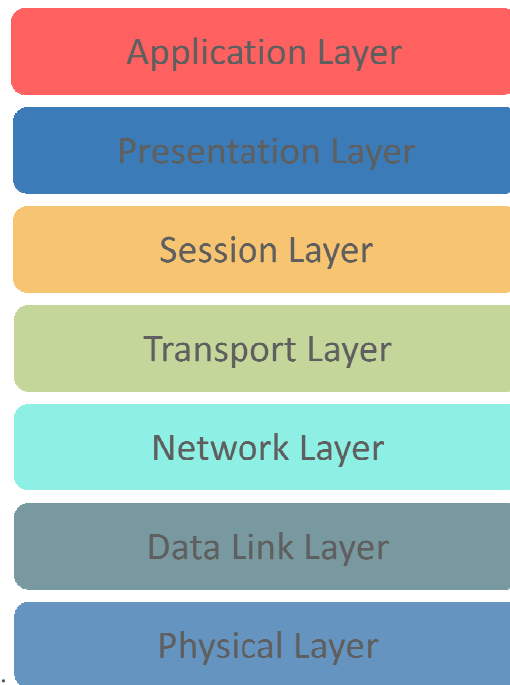 Application Layer
Presentation Layer
Session Layer
Transport Layer
Network Layer
Data Link Layer
Physical Layer
.